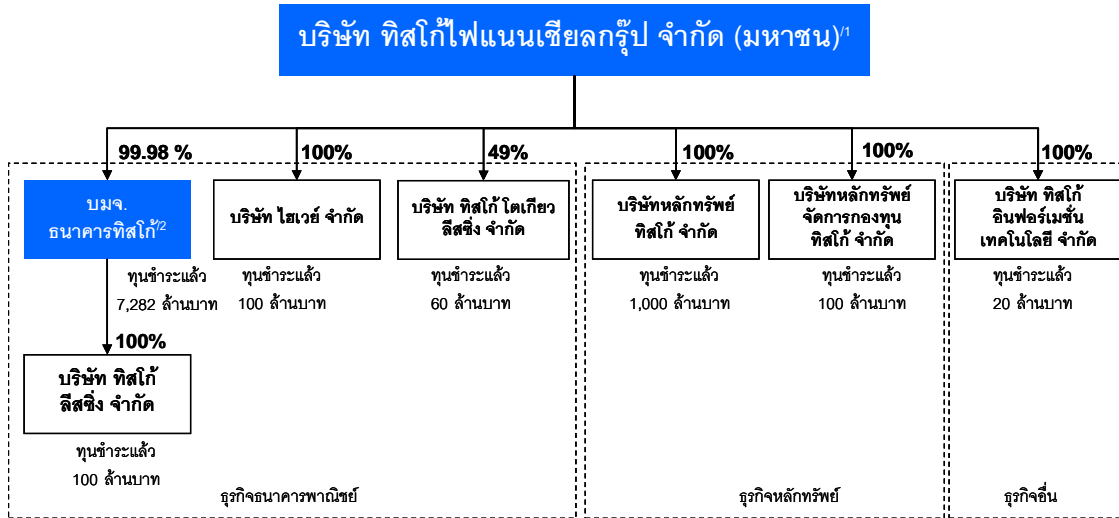 บริษัท ทิสโก้ไฟแนนเชียลกรุ๊ป จำกัด (มหาชน)/1
99.98 %
100%
49%
100%
100%
100%
บมจ.
ธนาคารทิสโก้/2
บริษัท ไฮเวย์ จำกัด
บริษัท ทิสโก้ โตเกียว
ลีสซิ่ง จำกัด
บริษัทหลักทรัพย์
ทิสโก้ จำกัด
บริษัทหลักทรัพย์
จัดการกองทุน
ทิสโก้ จำกัด
บริษัท ทิสโก้
อินฟอร์เมชั่น
เทคโนโลยี จำกัด
ทุนชำระแล้ว
7,282 ล้านบาท
ทุนชำระแล้ว
100 ล้านบาท
ทุนชำระแล้ว
60 ล้านบาท
ทุนชำระแล้ว
1,000 ล้านบาท
ทุนชำระแล้ว
100 ล้านบาท
ทุนชำระแล้ว
20 ล้านบาท
100%
บริษัท ทิสโก้
ลีสซิ่ง จำกัด
ทุนชำระแล้ว
100 ล้านบาท
ธุรกิจธนาคารพาณิชย์
ธุรกิจหลักทรัพย์
ธุรกิจอื่น